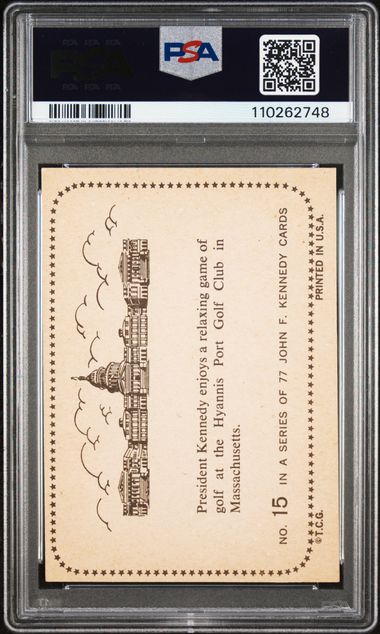 PSA
110262748
President Kennedy enjoys a relaxing game of
golf at the Hyannis Port Golf Club in
Massachusetts.
NO. 15 IN A SERIES OF 77 JOHN F. KENNEDY CARDS
©T.C.G. PRINTED IN U.S.A.